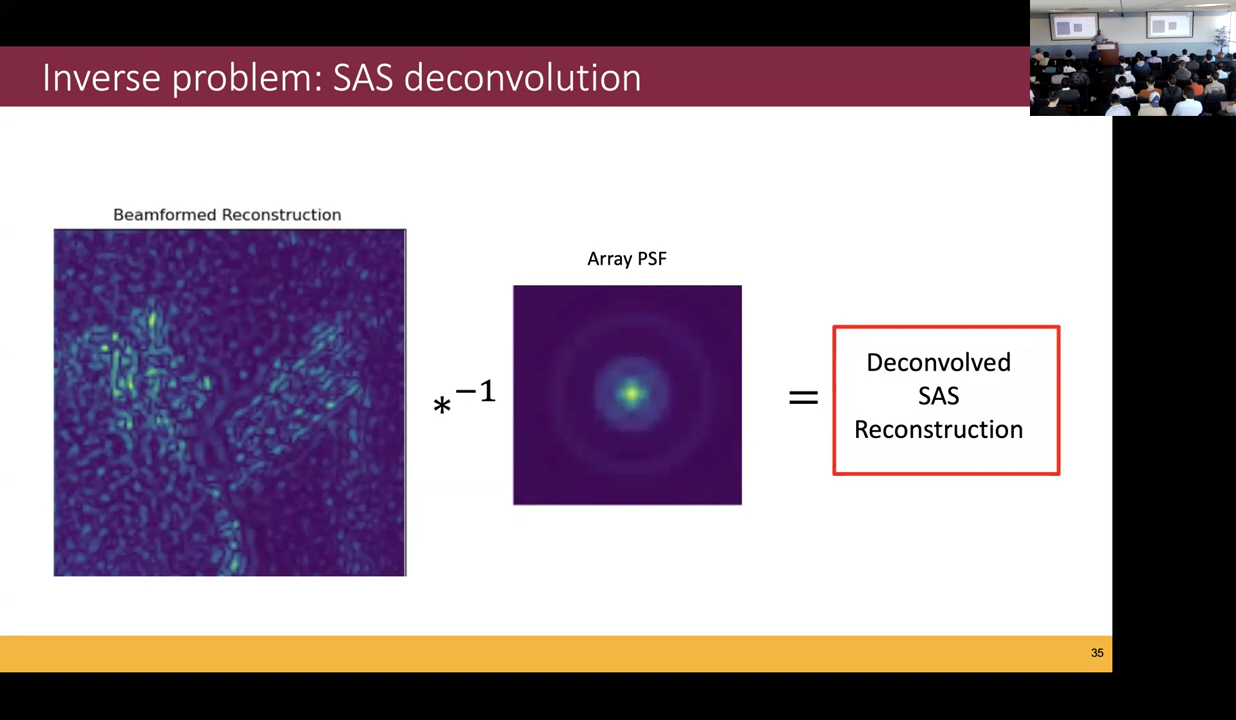 Inverse problem: SAS deconvolution
Beamformed Reconstruction
Array PSF
*⁻¹
=
Deconvolved
SAS
Reconstruction
35